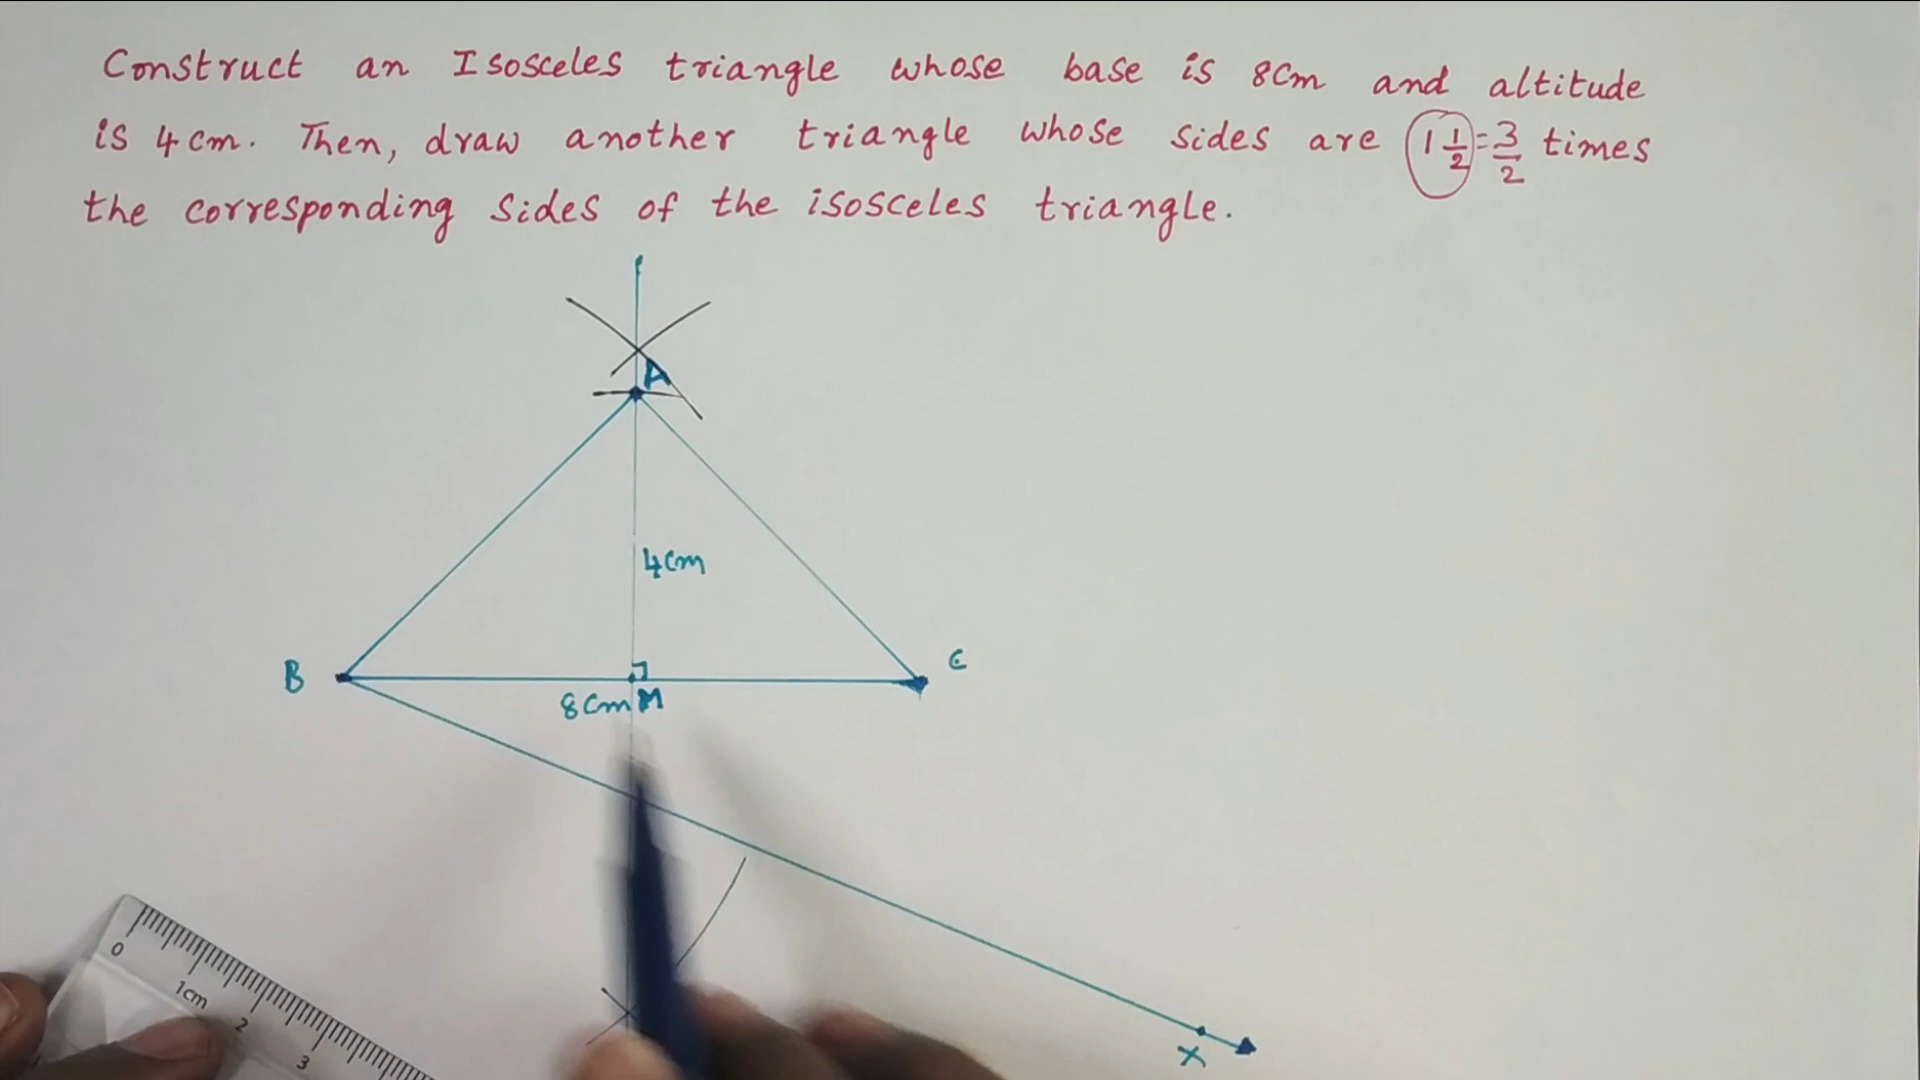 Construct an Isosceles triangle whose base is 8cm and altitude
is 4cm. Then, draw another triangle whose sides are 1 1/2 = 3/2 times
the corresponding sides of the isosceles triangle.
A
4cm
B
C
8cm M
X
0
1cm
2
3